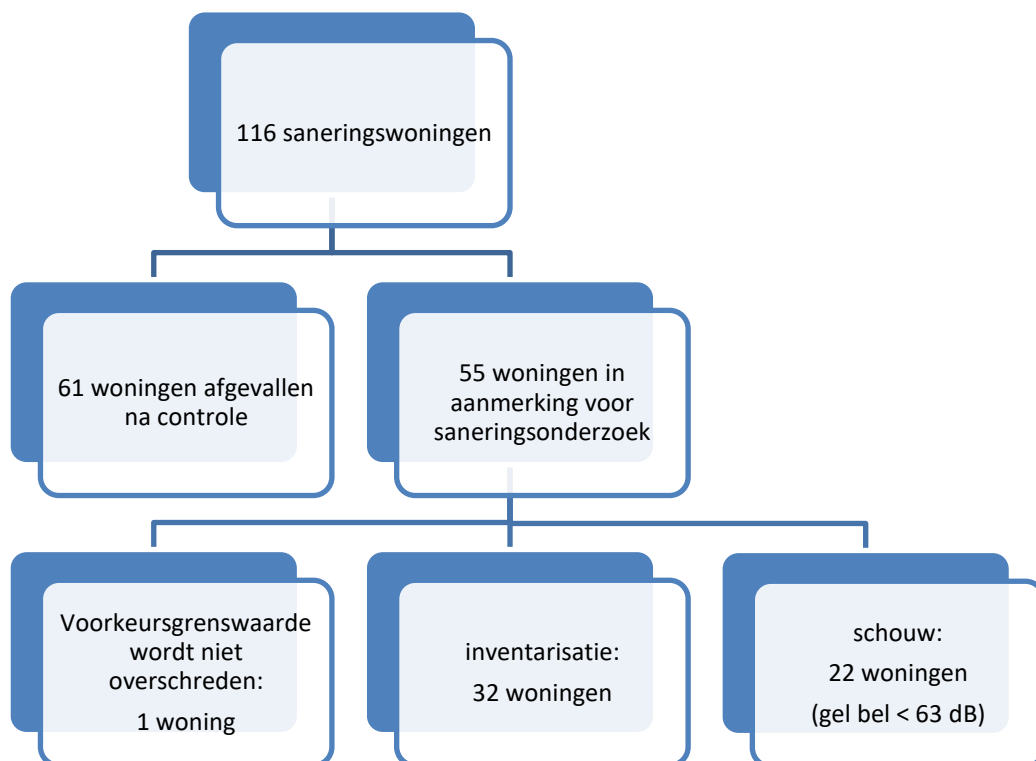 116 saneringswoningen
61 woningen afgevallen
na controle
55 woningen in
aanmerking voor
saneringsonderzoek
Voorkeursgrenswaarde
wordt niet
overschreden:
1 woning
inventarisatie:
32 woningen
schouw:
22 woningen
(gel bel < 63 dB)